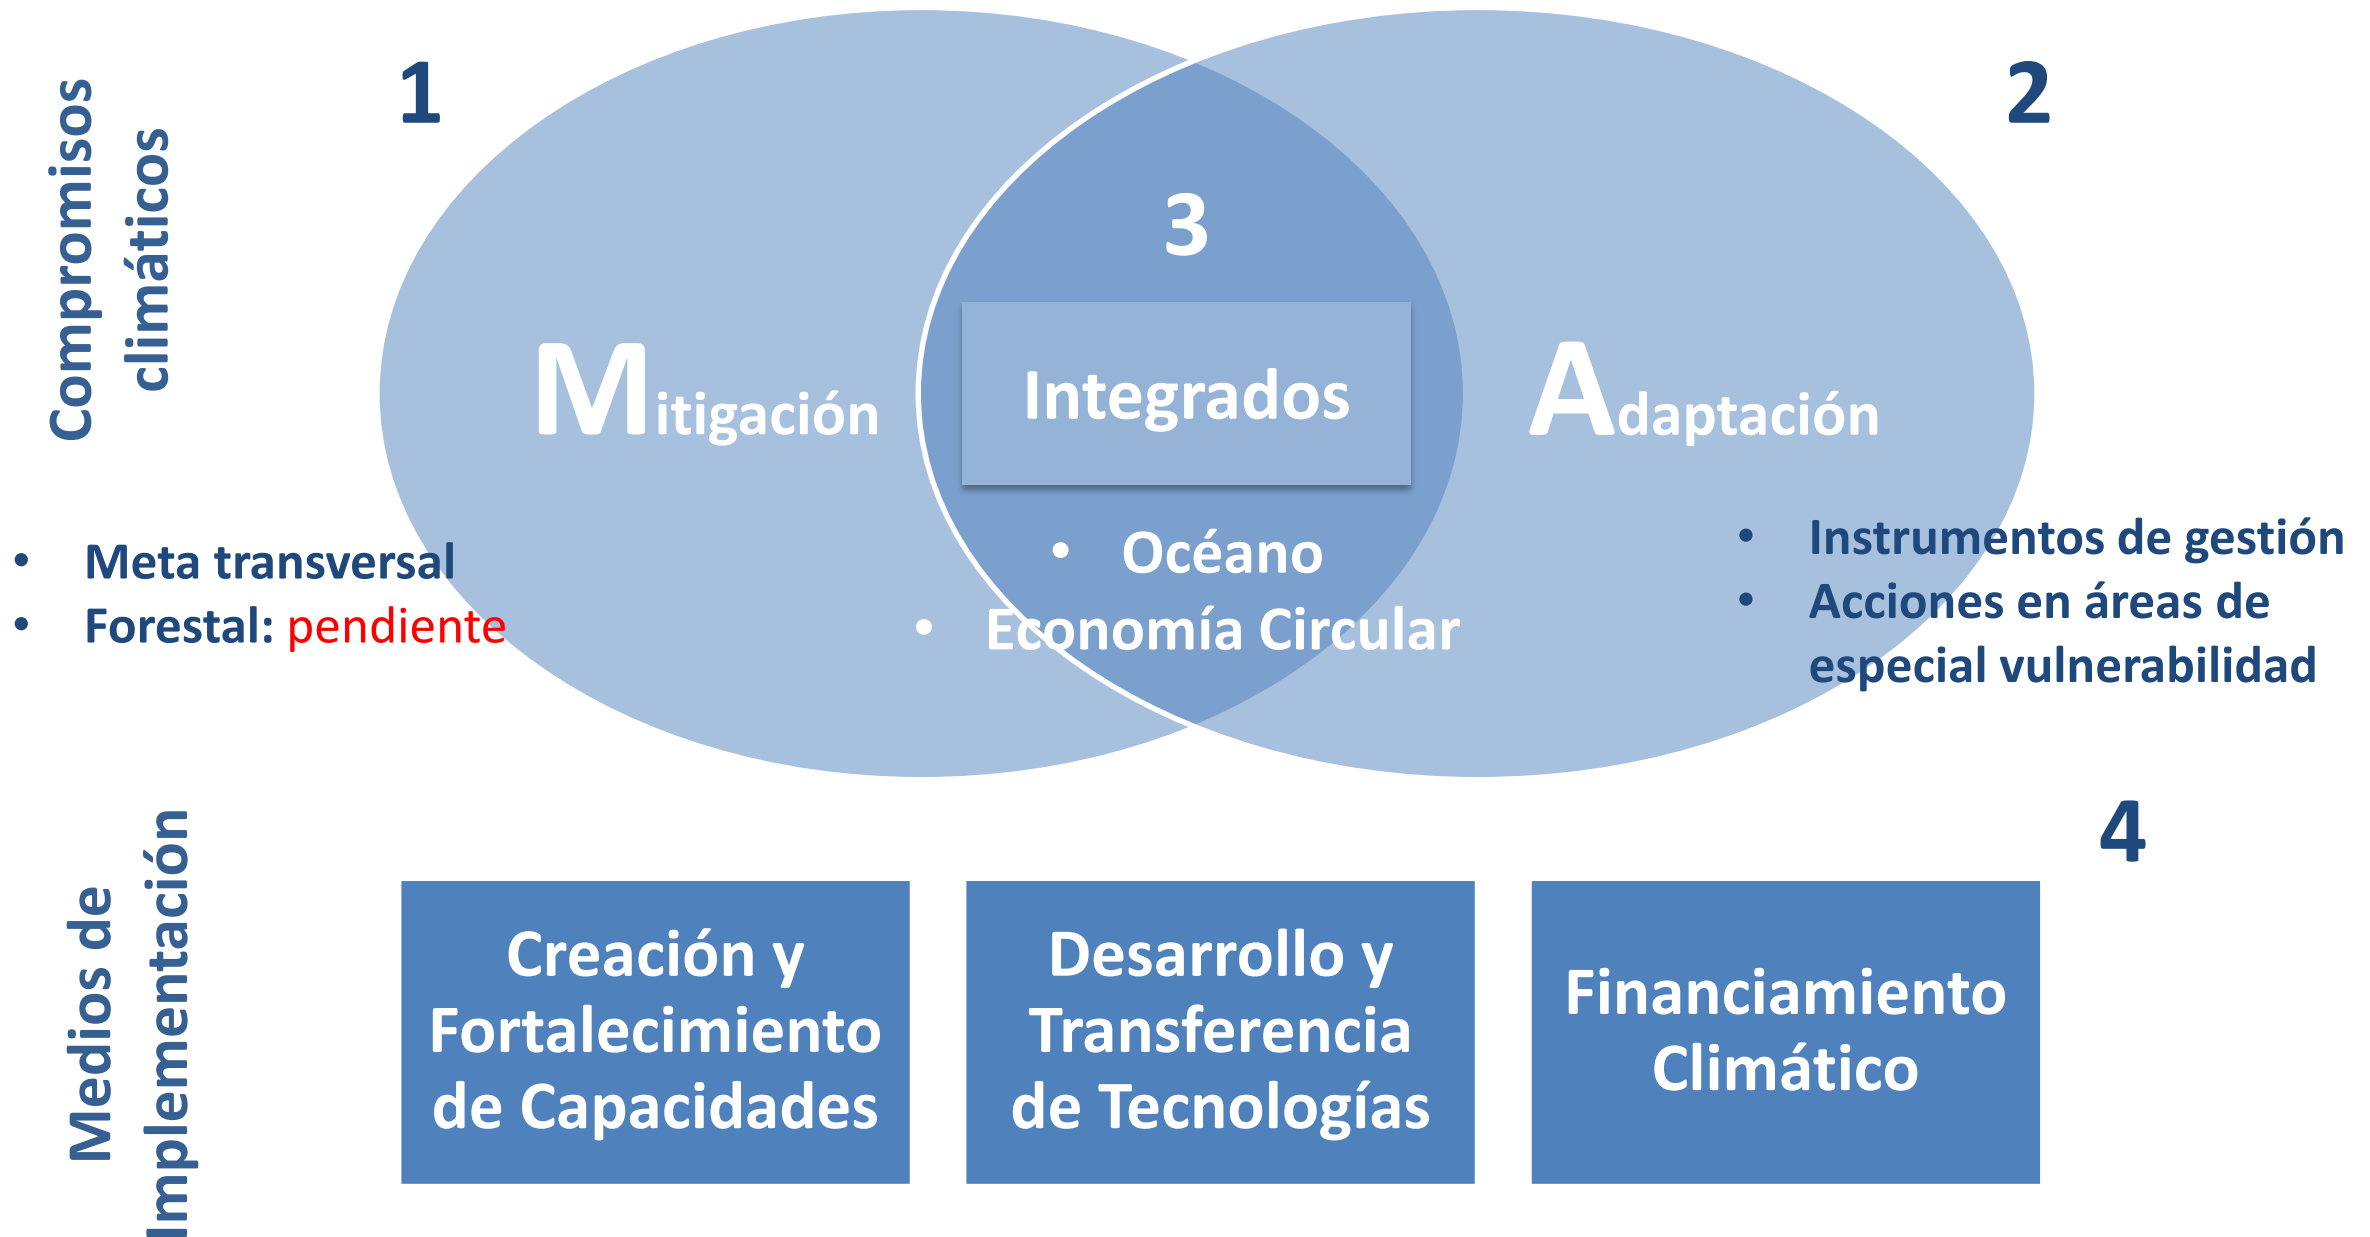 Compromisos
climáticos
1
2
3
Mitigación
Integrados
Adaptación
• Meta transversal
• Forestal: pendiente
• Océano
• Economía Circular
• Instrumentos de gestión
• Acciones en áreas de
especial vulnerabilidad
Medios de
Implementación
4
Creación y
Fortalecimiento
de Capacidades
Desarrollo y
Transferencia
de Tecnologías
Financiamiento
Climático